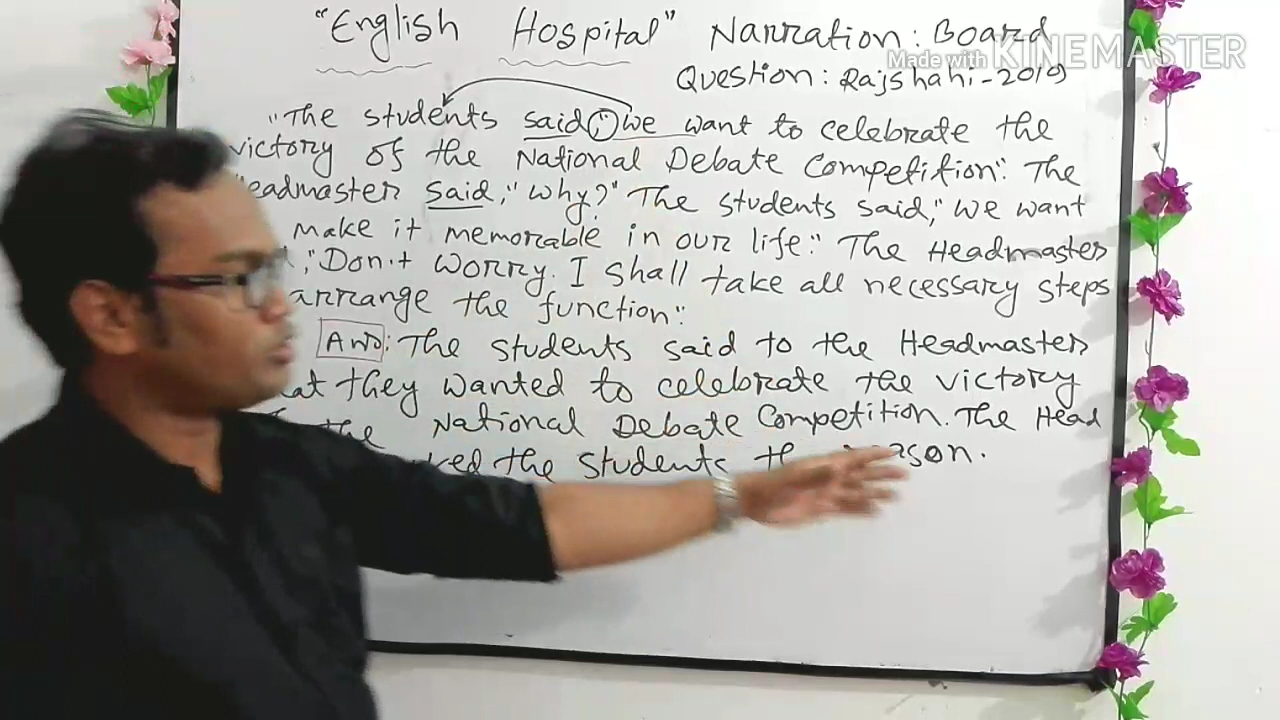 "English Hospital" Narration: Board
Made with KINEMASTER
Question: Rajshahi-2019
"The students said, "we want to celebrate the
victory of the National Debate Competition". The
eadmaster said, "Why?" The students said, "We want
make it memorable in our life". The Headmaster
"Don't worry. I shall take all necessary steps
arrange the function".
Ans: The students said to the Headmaster
at they wanted to celebrate the victory
the National Debate Competition. The Head
ked the students the reason.